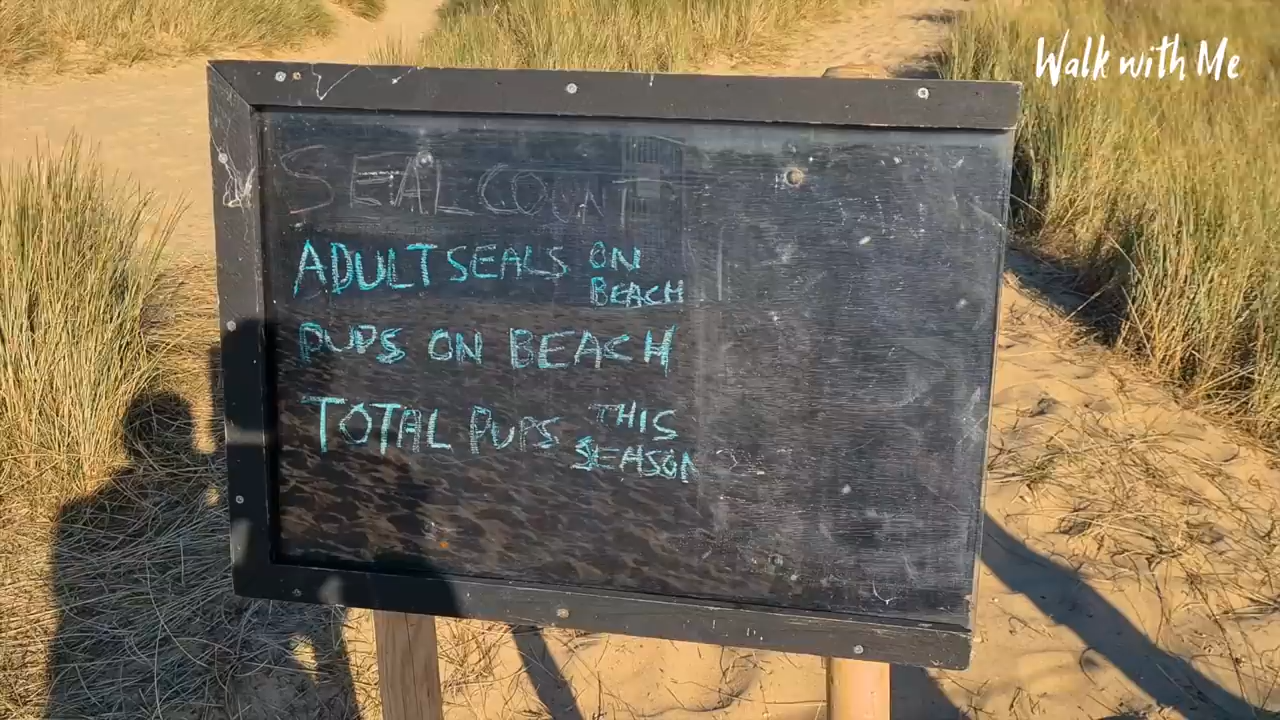 Walk with Me
SEAL COUNT
ADULT SEALS ON
BEACH
PUPS ON BEACH
TOTAL PUPS THIS
SEASON